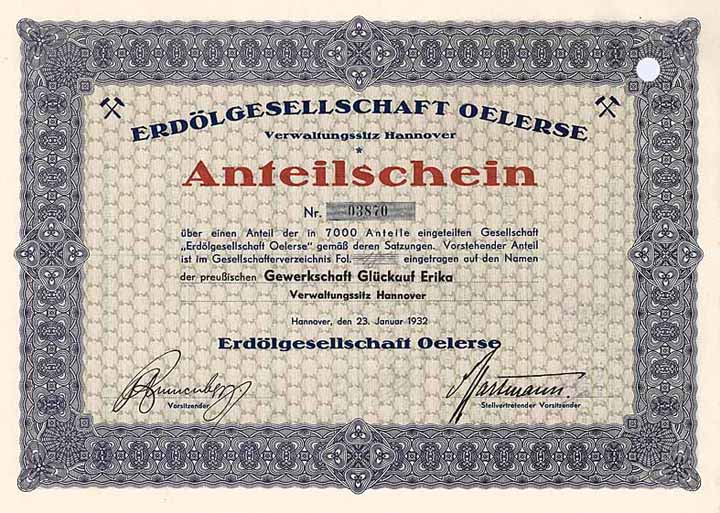 ERDÖLGESELLSCHAFT OELERSE
Verwaltungssitz Hannover
*
Anteilschein
Nr. 03870
über einen Anteil der in 7000 Anteile eingeteilten Gesellschaft
„Erdölgesellschaft Oelerse“ gemäß deren Satzungen. Vorstehender Anteil
ist im Gesellschafterverzeichnis Fol. eingetragen auf den Namen
der preußischen Gewerkschaft Glückauf Erika
Verwaltungssitz Hannover
Hannover, den 23. Januar 1932
Erdölgesellschaft Oelerse
Hartmann
Vorsitzender
Stellvertretender Vorsitzender